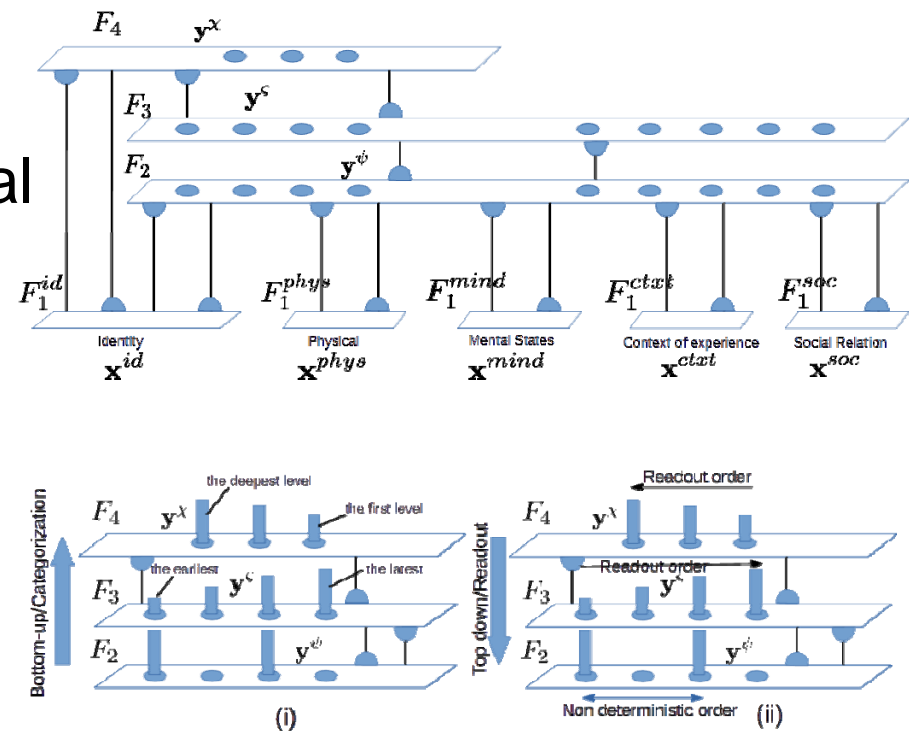 F₄ y^χ
F₃ y^ς
al
F₂ y^ψ
F₁^id F₁^phys F₁^mind F₁^ctxt F₁^soc
Identity Physical Mental States Context of experience Social Relation
x^id x^phys x^mind x^ctxt x^soc
the deepest level
the first level
F₄ y^χ
the earliest y^ς the latest
F₃
F₂ y^ψ
Bottom-up/Categorization
(i)
Readout order
F₄ y^χ
Readout order
F₃ y^ς
F₂ y^ψ
Top down/Readout
Non deterministic order
(ii)